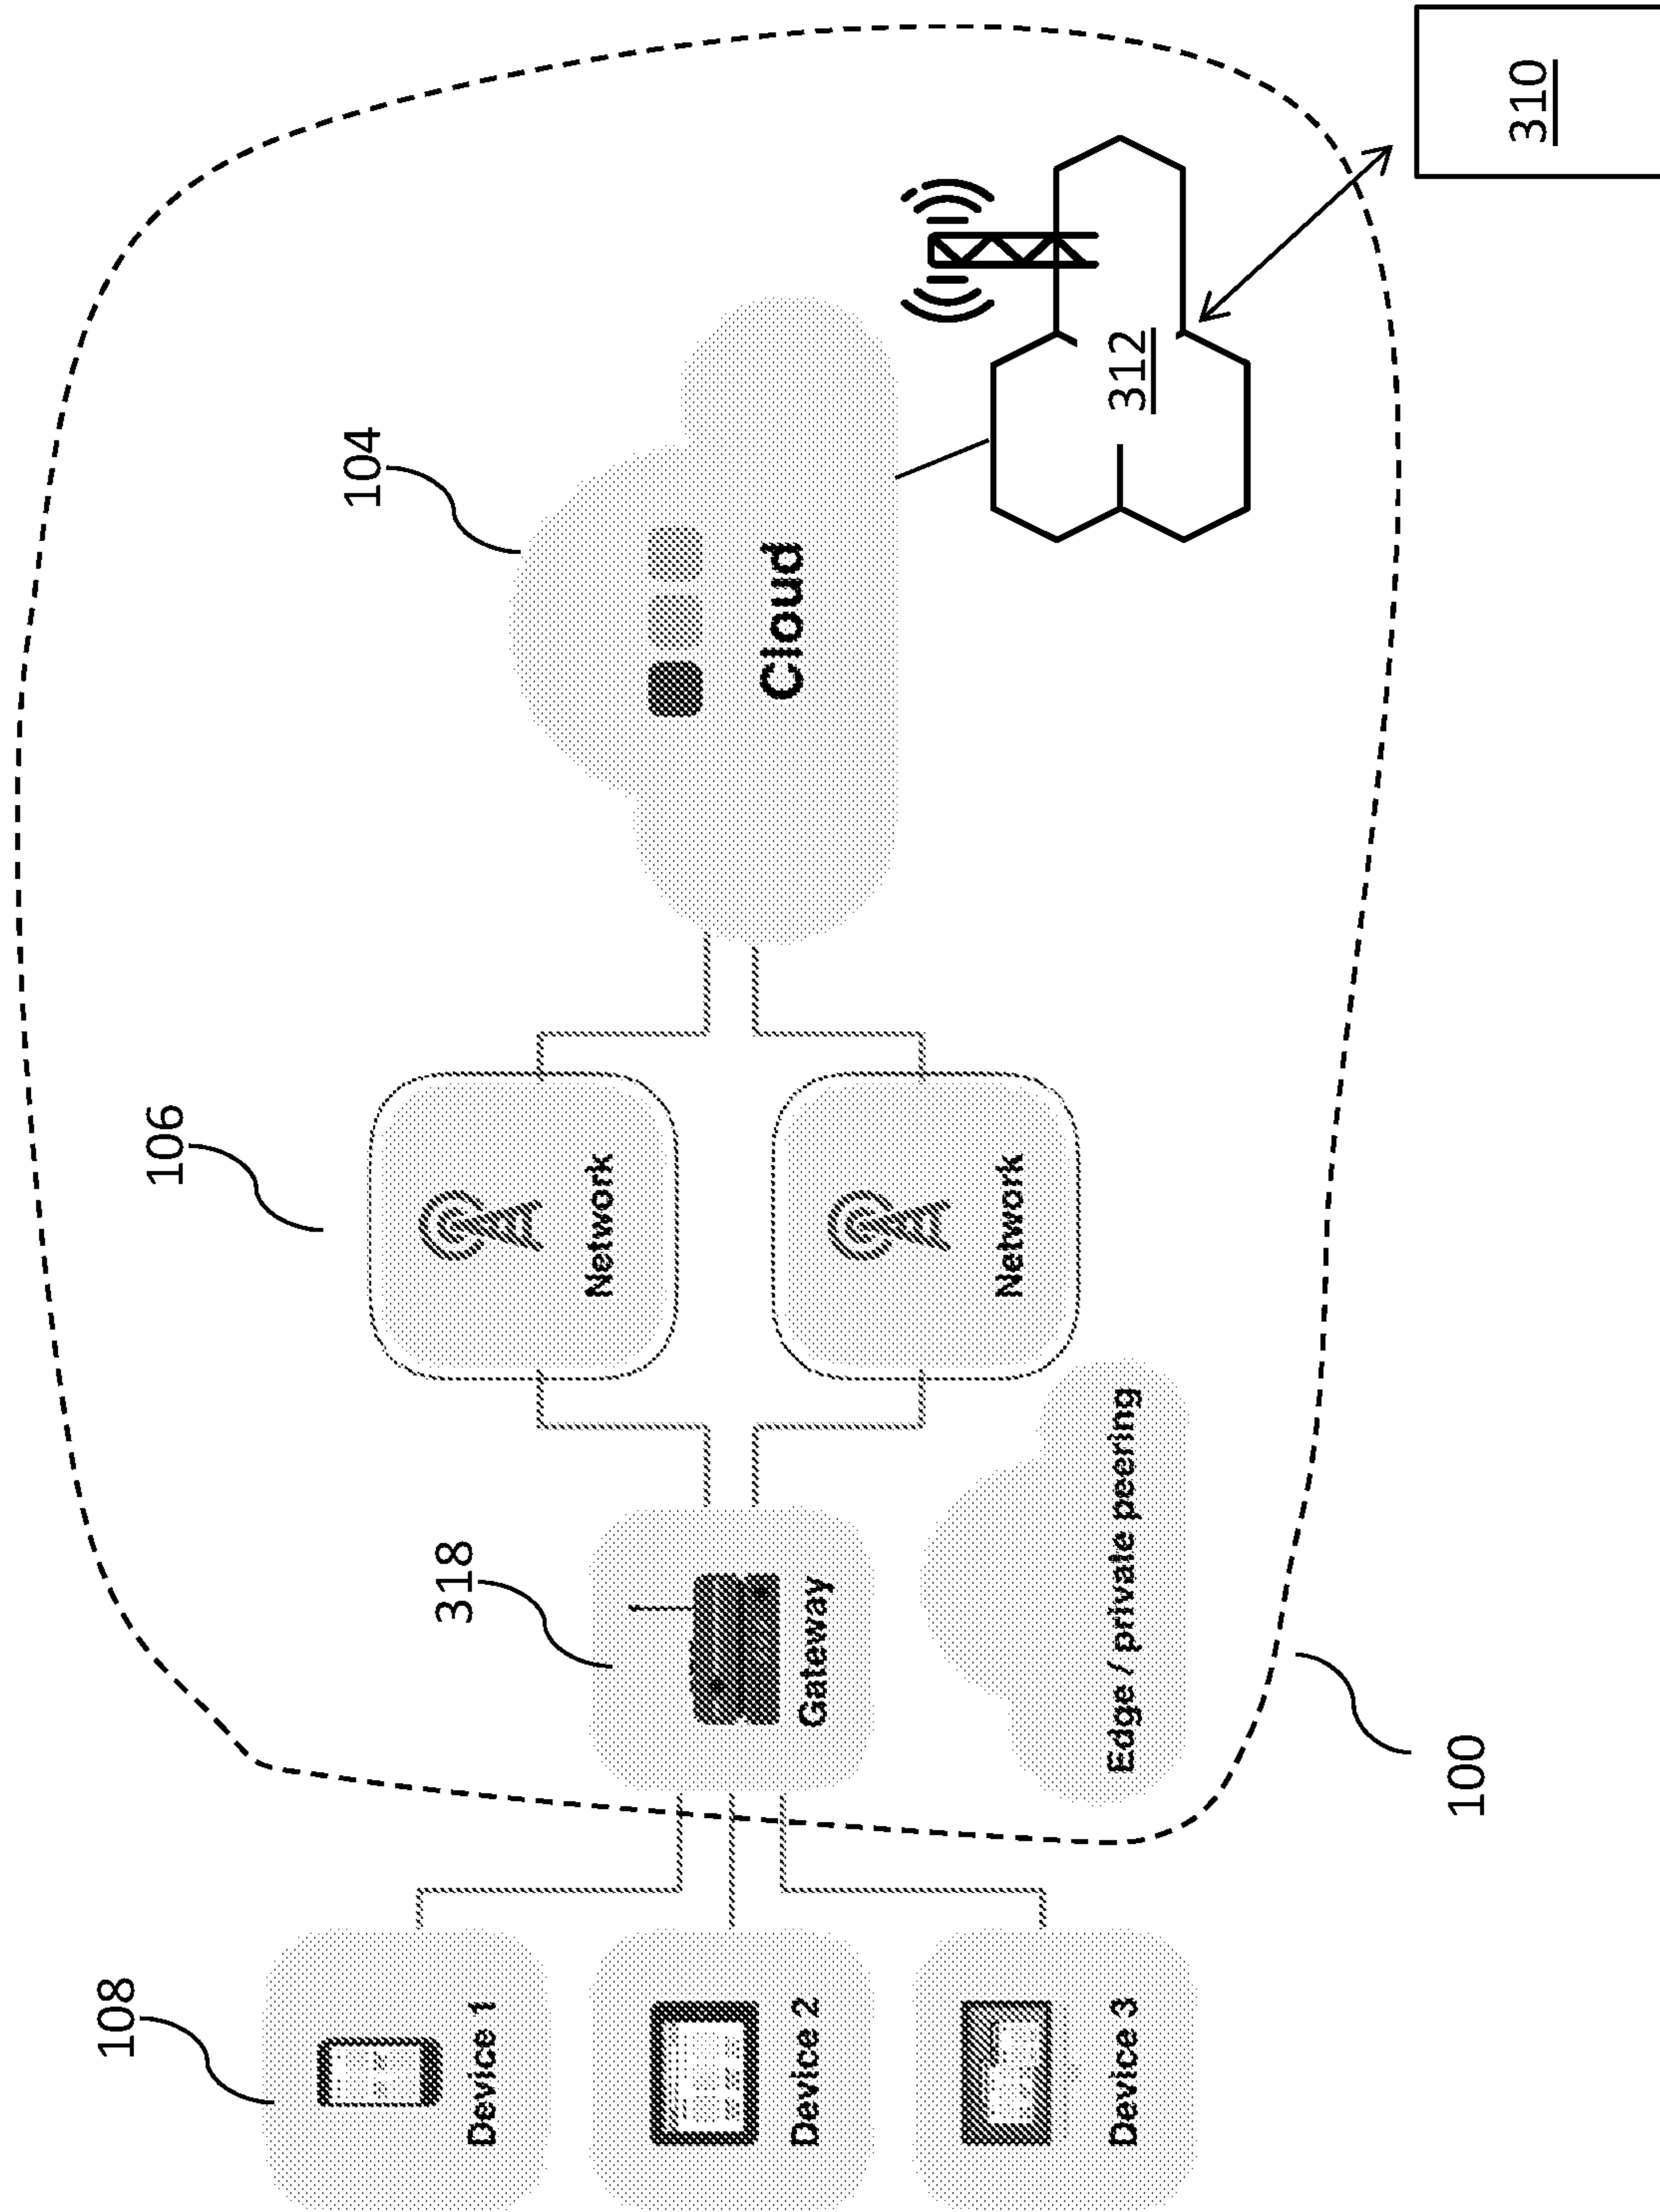 108
Device 1
Device 2
Device 3
318
Gateway
Edge / private peering
100
106
Network
Network
104
Cloud
312
310